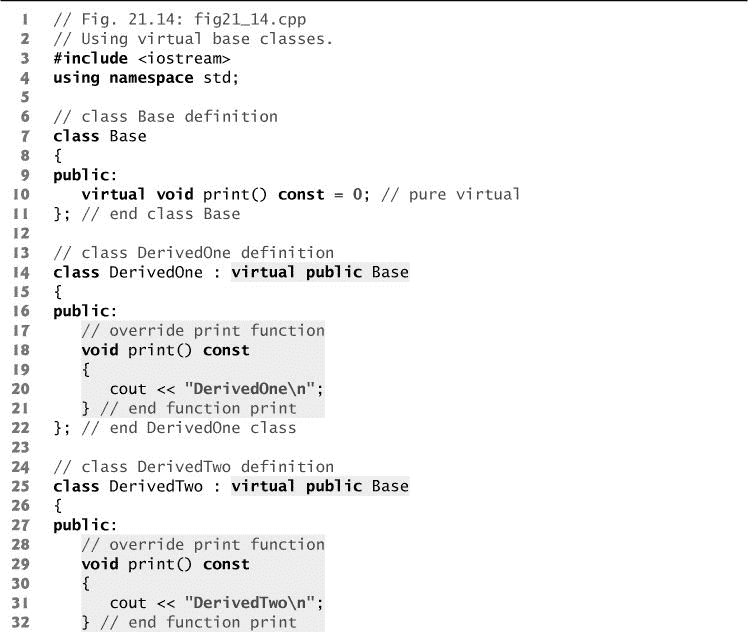 1 // Fig. 21.14: fig21_14.cpp
2 // Using virtual base classes.
3 #include <iostream>
4 using namespace std;
5
6 // class Base definition
7 class Base
8 {
9 public:
10    virtual void print() const = 0; // pure virtual
11 }; // end class Base
12
13 // class DerivedOne definition
14 class DerivedOne : virtual public Base
15 {
16 public:
17    // override print function
18    void print() const
19    {
20       cout << "DerivedOne\n";
21    } // end function print
22 }; // end DerivedOne class
23
24 // class DerivedTwo definition
25 class DerivedTwo : virtual public Base
26 {
27 public:
28    // override print function
29    void print() const
30    {
31       cout << "DerivedTwo\n";
32    } // end function print